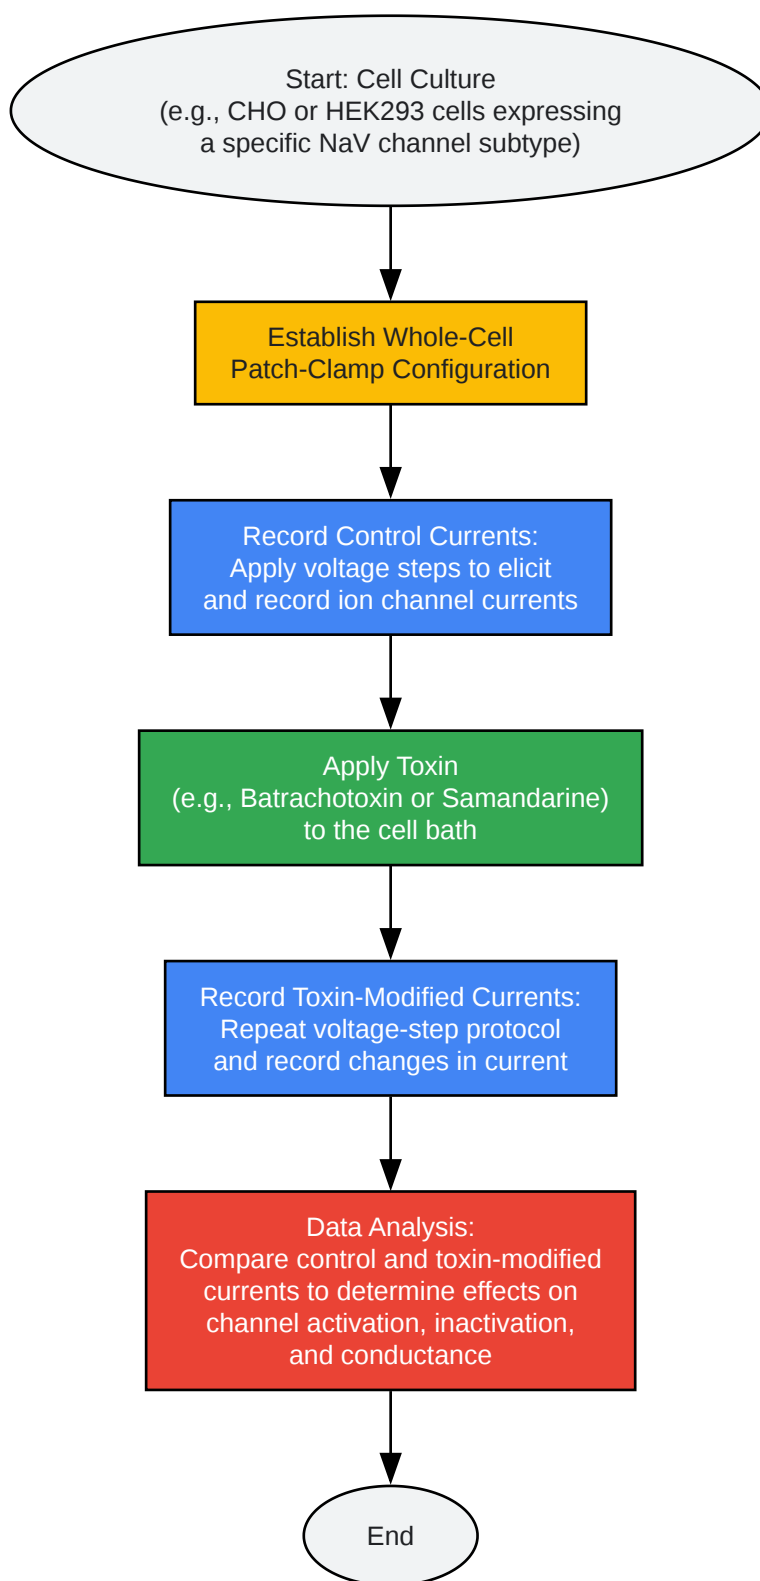 Start: Cell Culture
(e.g., CHO or HEK293 cells expressing
a specific NaV channel subtype)
Establish Whole-Cell
Patch-Clamp Configuration
Record Control Currents:
Apply voltage steps to elicit
and record ion channel currents
Apply Toxin
(e.g., Batrachotoxin or Samandarine)
to the cell bath
Record Toxin-Modified Currents:
Repeat voltage-step protocol
and record changes in current
Data Analysis:
Compare control and toxin-modified
currents to determine effects on
channel activation, inactivation,
and conductance
End